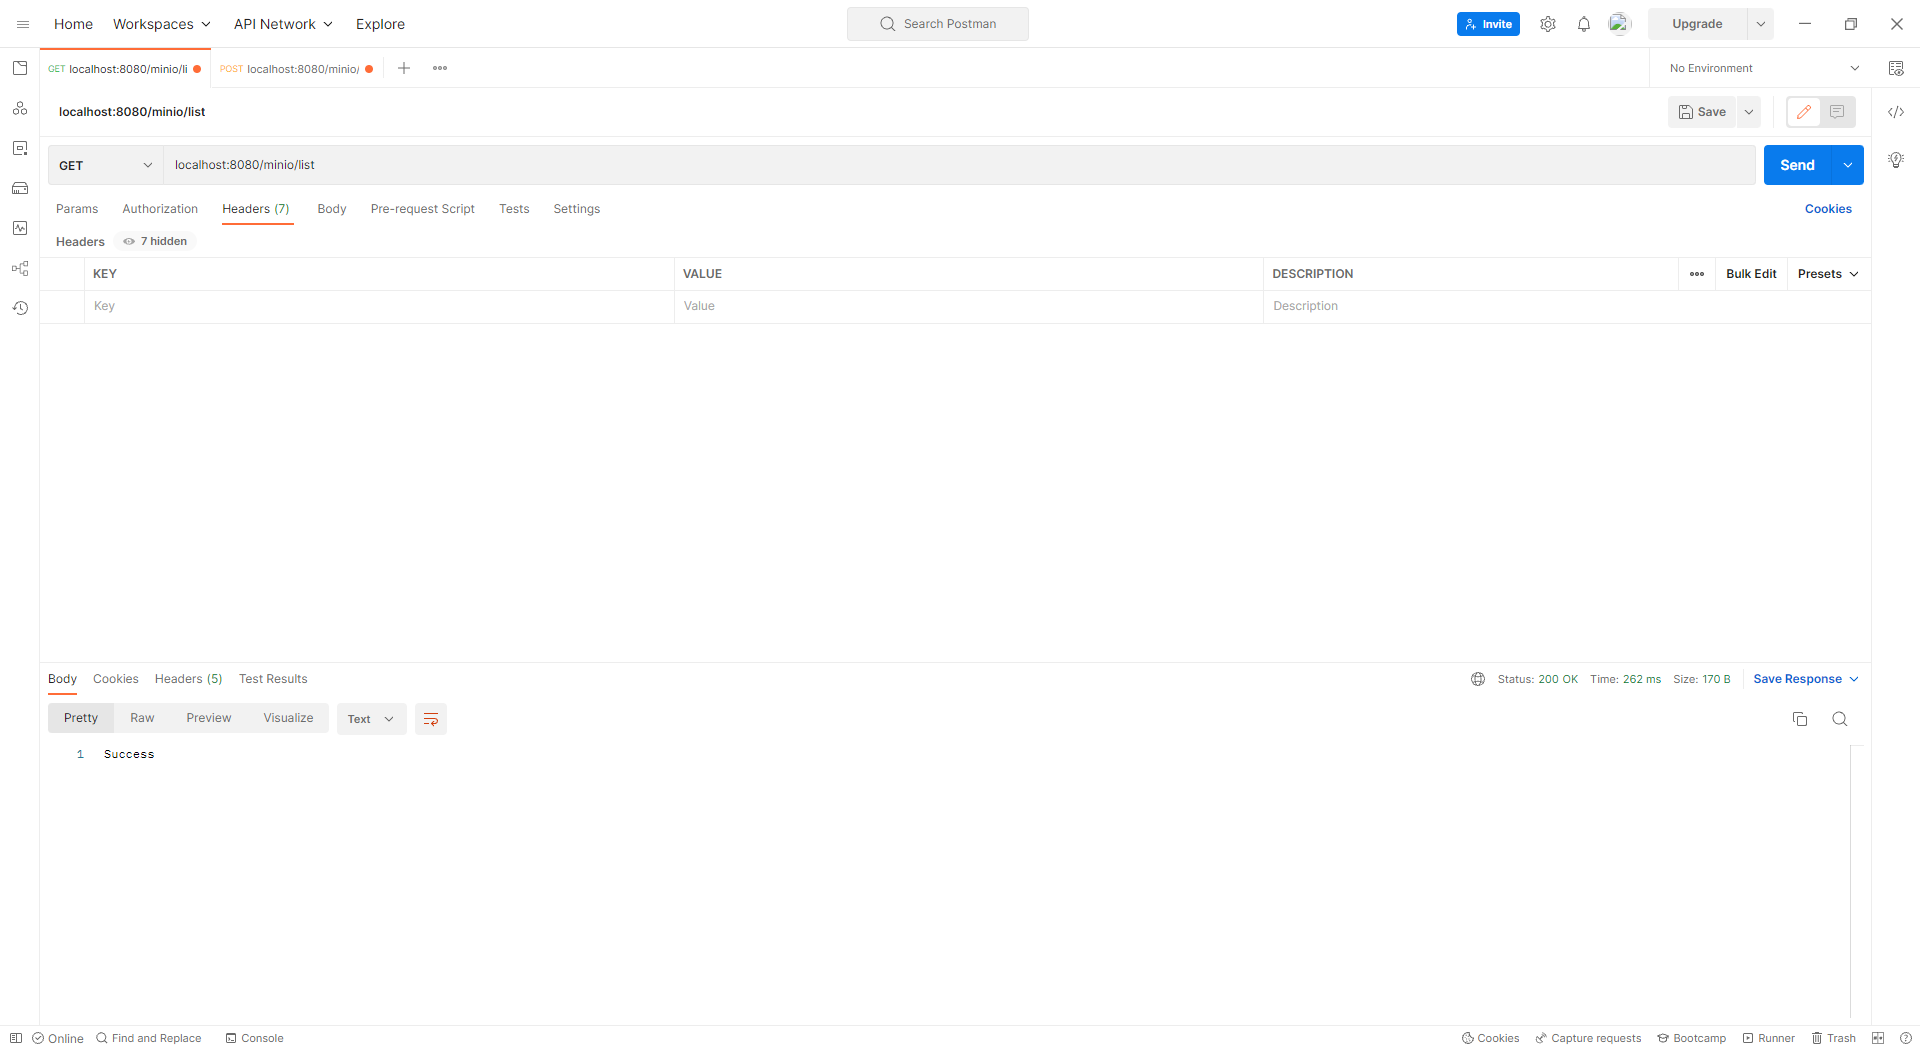 Home Workspaces API Network Explore Search Postman Invite Upgrade
GET localhost:8080/minio/li POST localhost:8080/minio/ No Environment
localhost:8080/minio/list Save
GET localhost:8080/minio/list Send
Params Authorization Headers (7) Body Pre-request Script Tests Settings Cookies
Headers 7 hidden
KEY VALUE DESCRIPTION Bulk Edit Presets
Key Value Description
Body Cookies Headers (5) Test Results Status: 200 OK Time: 262 ms Size: 170 B Save Response
Pretty Raw Preview Visualize Text
1 Success
Online Find and Replace Console Cookies Capture requests Bootcamp Runner Trash